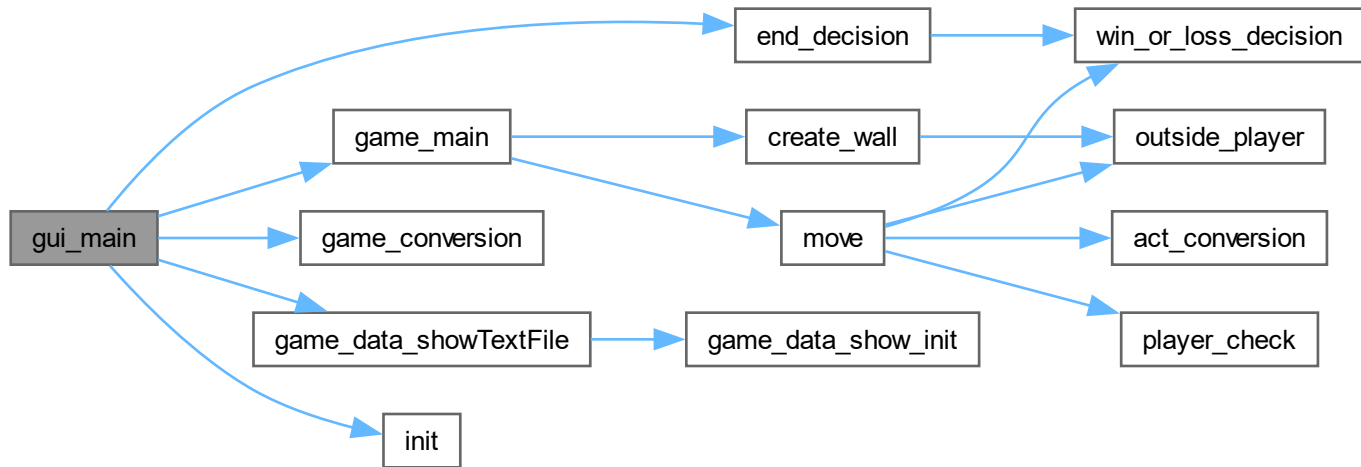 end_decision
win_or_loss_decision
game_main
create_wall
outside_player
gui_main
game_conversion
move
act_conversion
game_data_showTextFile
game_data_show_init
player_check
init